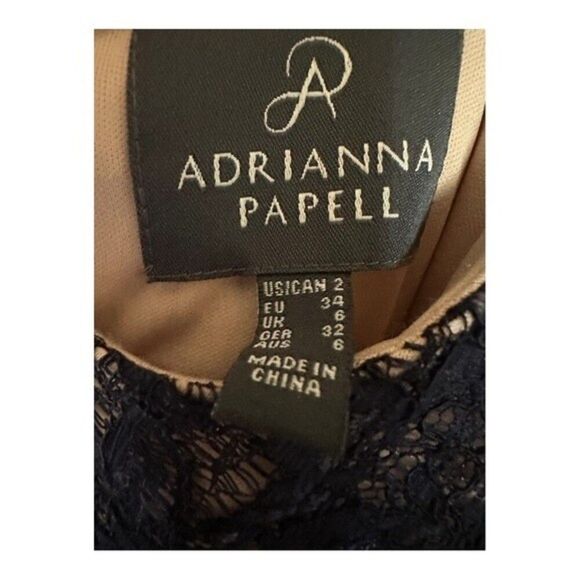 AP
ADRIANNA
PAPELL
US|CAN 2
EU 34
UK 6
GER 32
AUS 6
MADE IN
CHINA